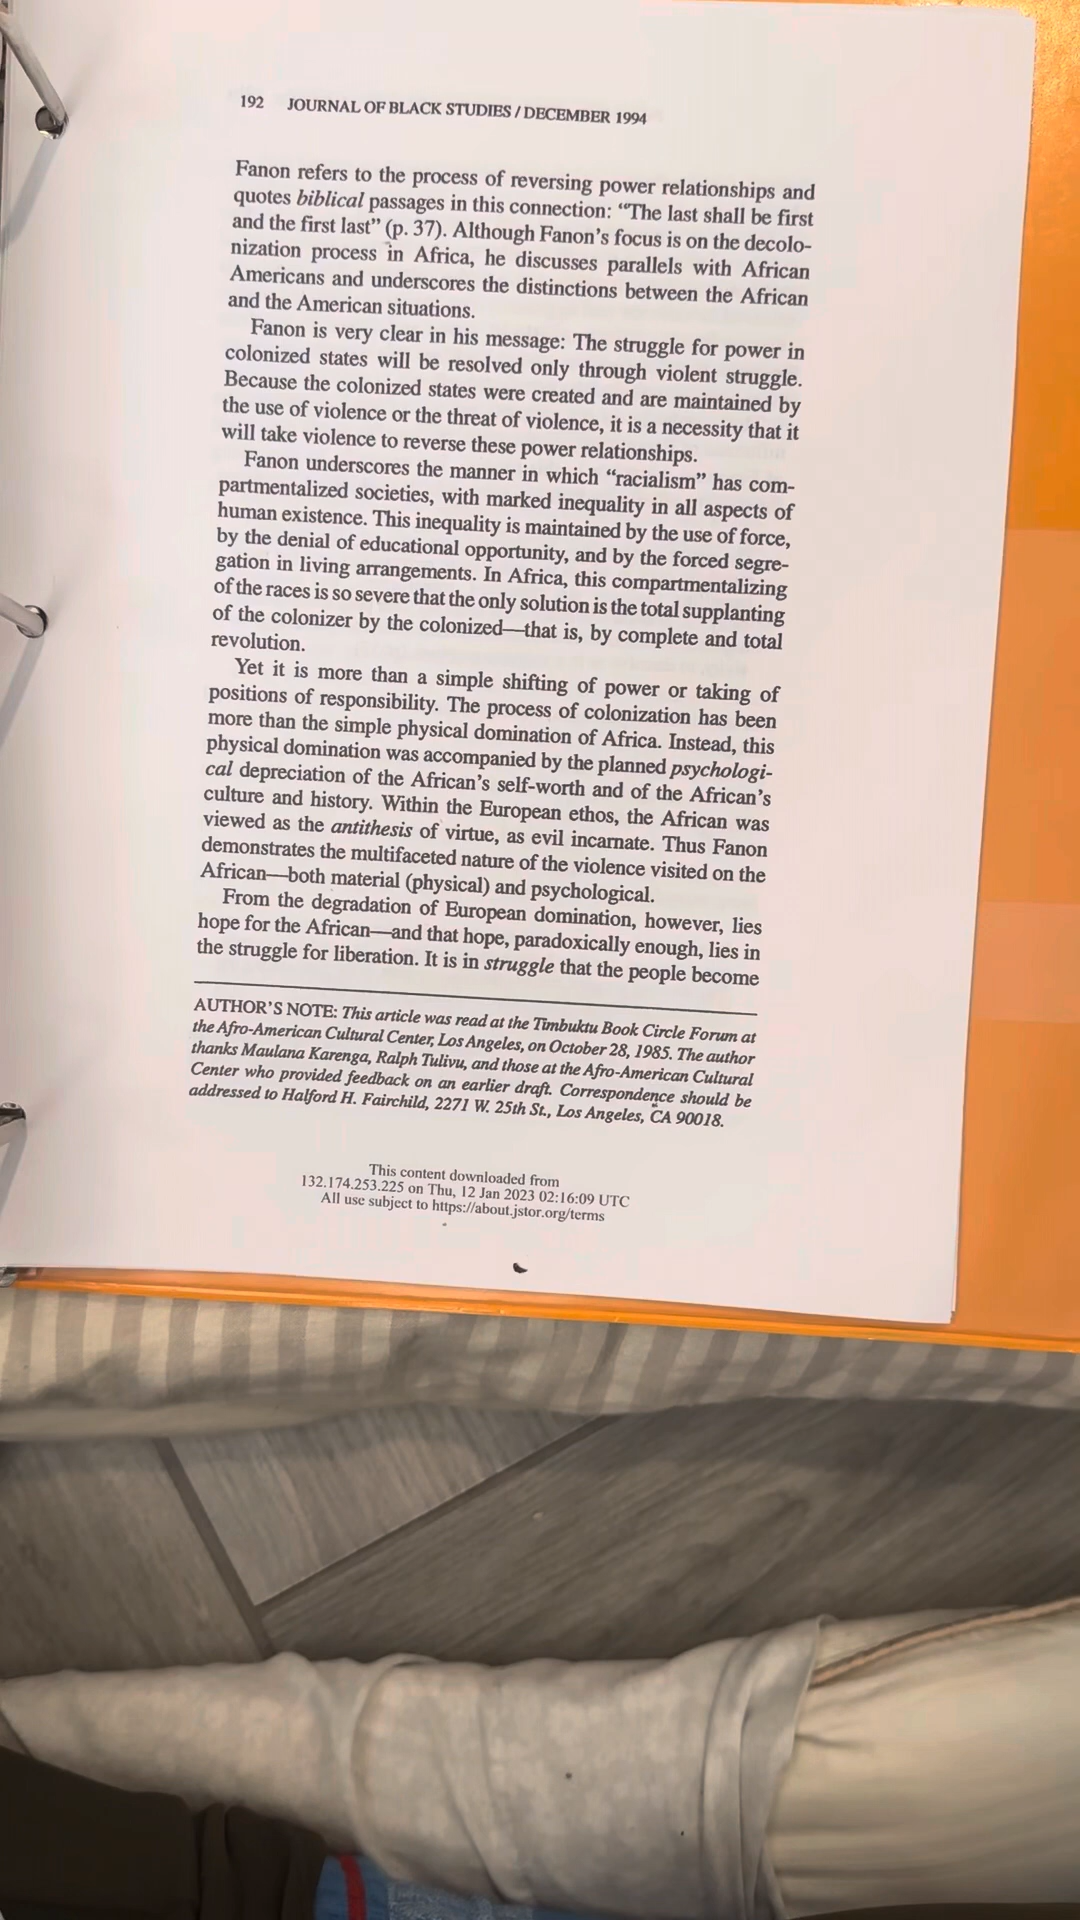 192 JOURNAL OF BLACK STUDIES / DECEMBER 1994
Fanon refers to the process of reversing power relationships and
quotes biblical passages in this connection: “The last shall be first
and the first last” (p. 37). Although Fanon’s focus is on the decolo-
nization process in Africa, he discusses parallels with African
Americans and underscores the distinctions between the African
and the American situations.
Fanon is very clear in his message: The struggle for power in
colonized states will be resolved only through violent struggle.
Because the colonized states were created and are maintained by
the use of violence or the threat of violence, it is a necessity that it
will take violence to reverse these power relationships.
Fanon underscores the manner in which “racialism” has com-
partmentalized societies, with marked inequality in all aspects of
human existence. This inequality is maintained by the use of force,
by the denial of educational opportunity, and by the forced segre-
gation in living arrangements. In Africa, this compartmentalizing
of the races is so severe that the only solution is the total supplanting
of the colonizer by the colonized—that is, by complete and total
revolution.
Yet it is more than a simple shifting of power or taking of
positions of responsibility. The process of colonization has been
more than the simple physical domination of Africa. Instead, this
physical domination was accompanied by the planned psychologi-
cal depreciation of the African’s self-worth and of the African’s
culture and history. Within the European ethos, the African was
viewed as the antithesis of virtue, as evil incarnate. Thus Fanon
demonstrates the multifaceted nature of the violence visited on the
African—both material (physical) and psychological.
From the degradation of European domination, however, lies
hope for the African—and that hope, paradoxically enough, lies in
the struggle for liberation. It is in struggle that the people become
AUTHOR’S NOTE: This article was read at the Timbuktu Book Circle Forum at
the Afro-American Cultural Center, Los Angeles, on October 28, 1985. The author
thanks Maulana Karenga, Ralph Tulivu, and those at the Afro-American Cultural
Center who provided feedback on an earlier draft. Correspondence should be
addressed to Halford H. Fairchild, 2271 W. 25th St., Los Angeles, CA 90018.
This content downloaded from
132.174.253.225 on Thu, 12 Jan 2023 02:16:09 UTC
All use subject to https://about.jstor.org/terms